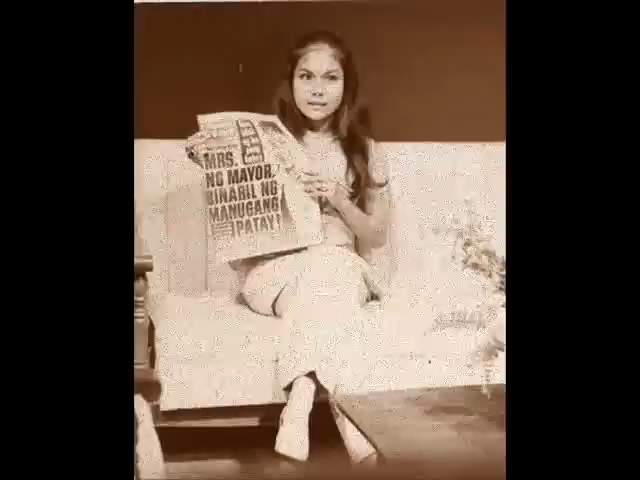 MRS.
NG MAYOR,
BINARIL NG
MANUGANG
PATAY!